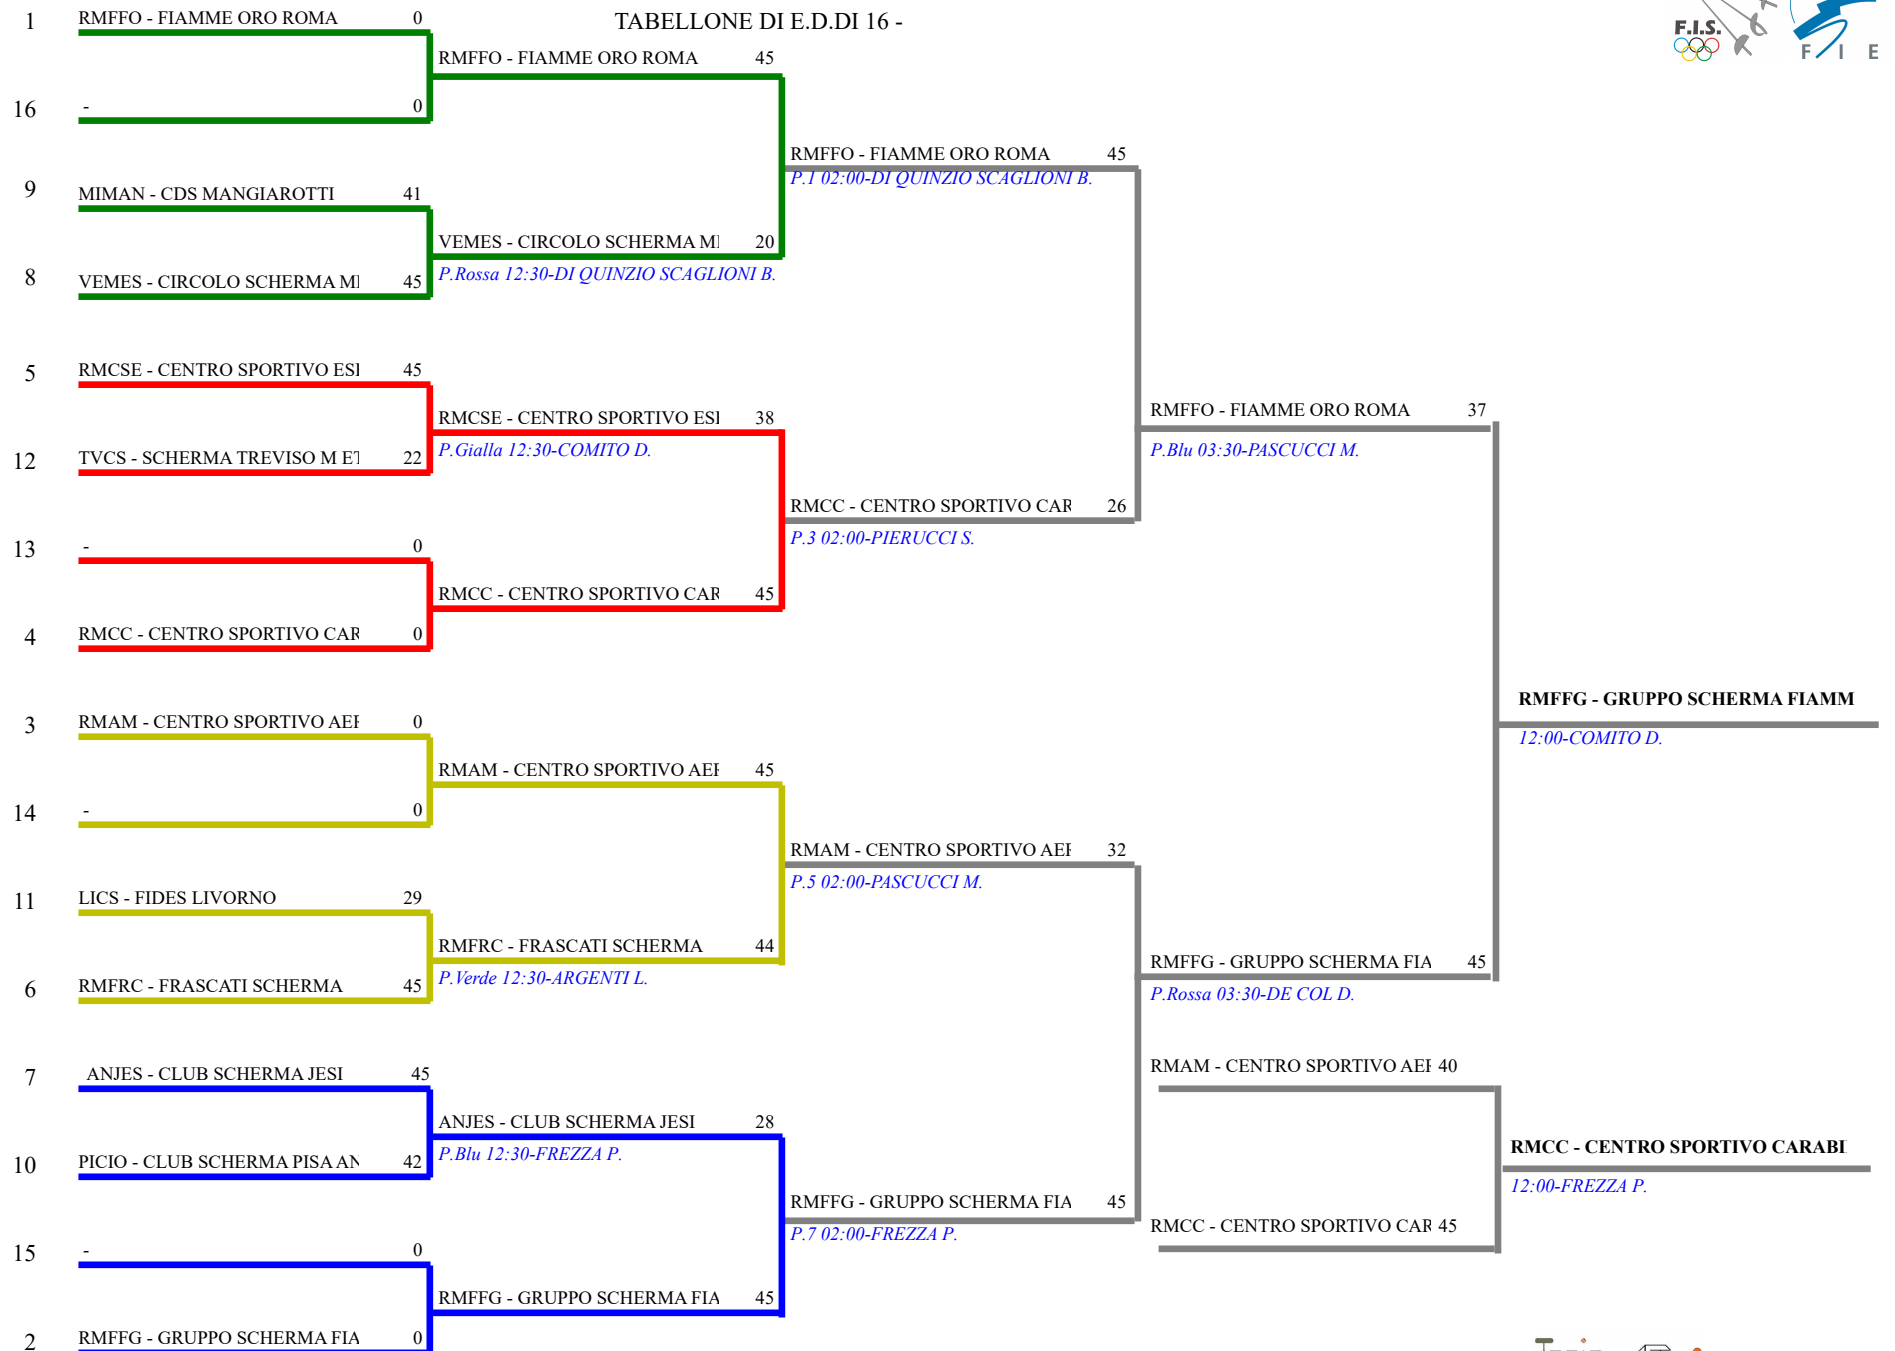 TABELLONE DI E.D.DI 16 -
F.I.S.
F I E
1 RMFFO - FIAMME ORO ROMA 0
RMFFO - FIAMME ORO ROMA 45
16 - 0
RMFFO - FIAMME ORO ROMA 45
P.1 02:00-DI QUINZIO SCAGLIONI B.
9 MIMAN - CDS MANGIAROTTI 41
VEMES - CIRCOLO SCHERMA MI 20
P.Rossa 12:30-DI QUINZIO SCAGLIONI B.
8 VEMES - CIRCOLO SCHERMA MI 45
5 RMCSE - CENTRO SPORTIVO ESI 45
RMCSE - CENTRO SPORTIVO ESI 38
P.Gialla 12:30-COMITO D.
RMFFO - FIAMME ORO ROMA 37
P.Blu 03:30-PASCUCCI M.
12 TVCS - SCHERMA TREVISO M ET 22
RMCC - CENTRO SPORTIVO CAR 26
P.3 02:00-PIERUCCI S.
13 - 0
RMCC - CENTRO SPORTIVO CAR 45
4 RMCC - CENTRO SPORTIVO CAR 0
RMFFG - GRUPPO SCHERMA FIAMM
12:00-COMITO D.
3 RMAM - CENTRO SPORTIVO AEF 0
RMAM - CENTRO SPORTIVO AEF 45
14 - 0
RMAM - CENTRO SPORTIVO AEF 32
P.5 02:00-PASCUCCI M.
11 LICS - FIDES LIVORNO 29
RMFRC - FRASCATI SCHERMA 44
P.Verde 12:30-ARGENTI L.
RMFFG - GRUPPO SCHERMA FIA 45
P.Rossa 03:30-DE COL D.
6 RMFRC - FRASCATI SCHERMA 45
7 ANJES - CLUB SCHERMA JESI 45
RMAM - CENTRO SPORTIVO AEF 40
ANJES - CLUB SCHERMA JESI 28
P.Blu 12:30-FREZZA P.
RMCC - CENTRO SPORTIVO CARABI
12:00-FREZZA P.
10 PICIO - CLUB SCHERMA PISA AN 42
RMFFG - GRUPPO SCHERMA FIA 45
P.7 02:00-FREZZA P.
RMCC - CENTRO SPORTIVO CAR 45
15 - 0
RMFFG - GRUPPO SCHERMA FIA 45
2 RMFFG - GRUPPO SCHERMA FIA 0